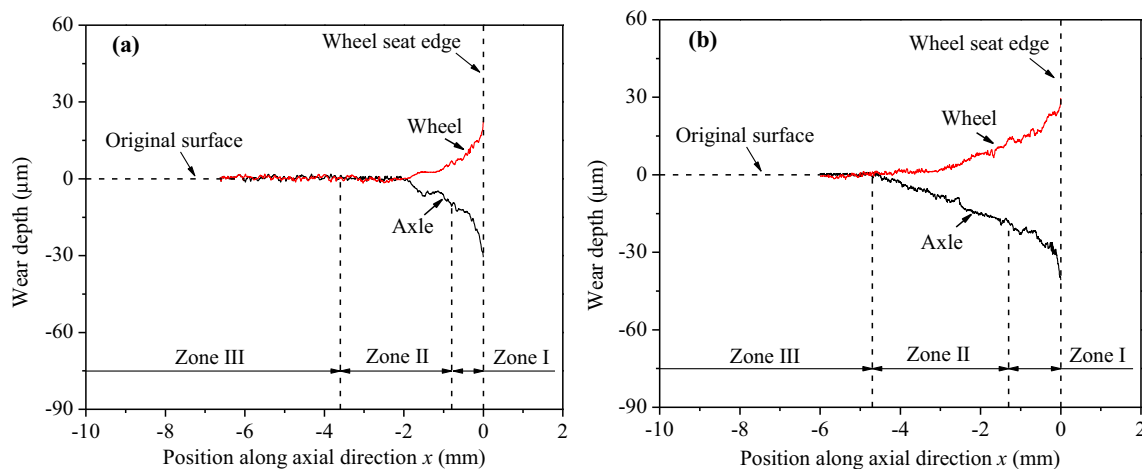 (a)
Wheel seat edge
Wheel
Original surface
Axle
Zone III
Zone II
Zone I
60
30
0
-30
-60
-90
Wear depth (μm)
-10
-8
-6
-4
-2
0
2
Position along axial direction x (mm)
(b)
Wheel seat edge
Wheel
Original surface
Axle
Zone III
Zone II
Zone I
60
30
0
-30
-60
-90
Wear depth (μm)
-10
-8
-6
-4
-2
0
2
Position along axial direction x (mm)